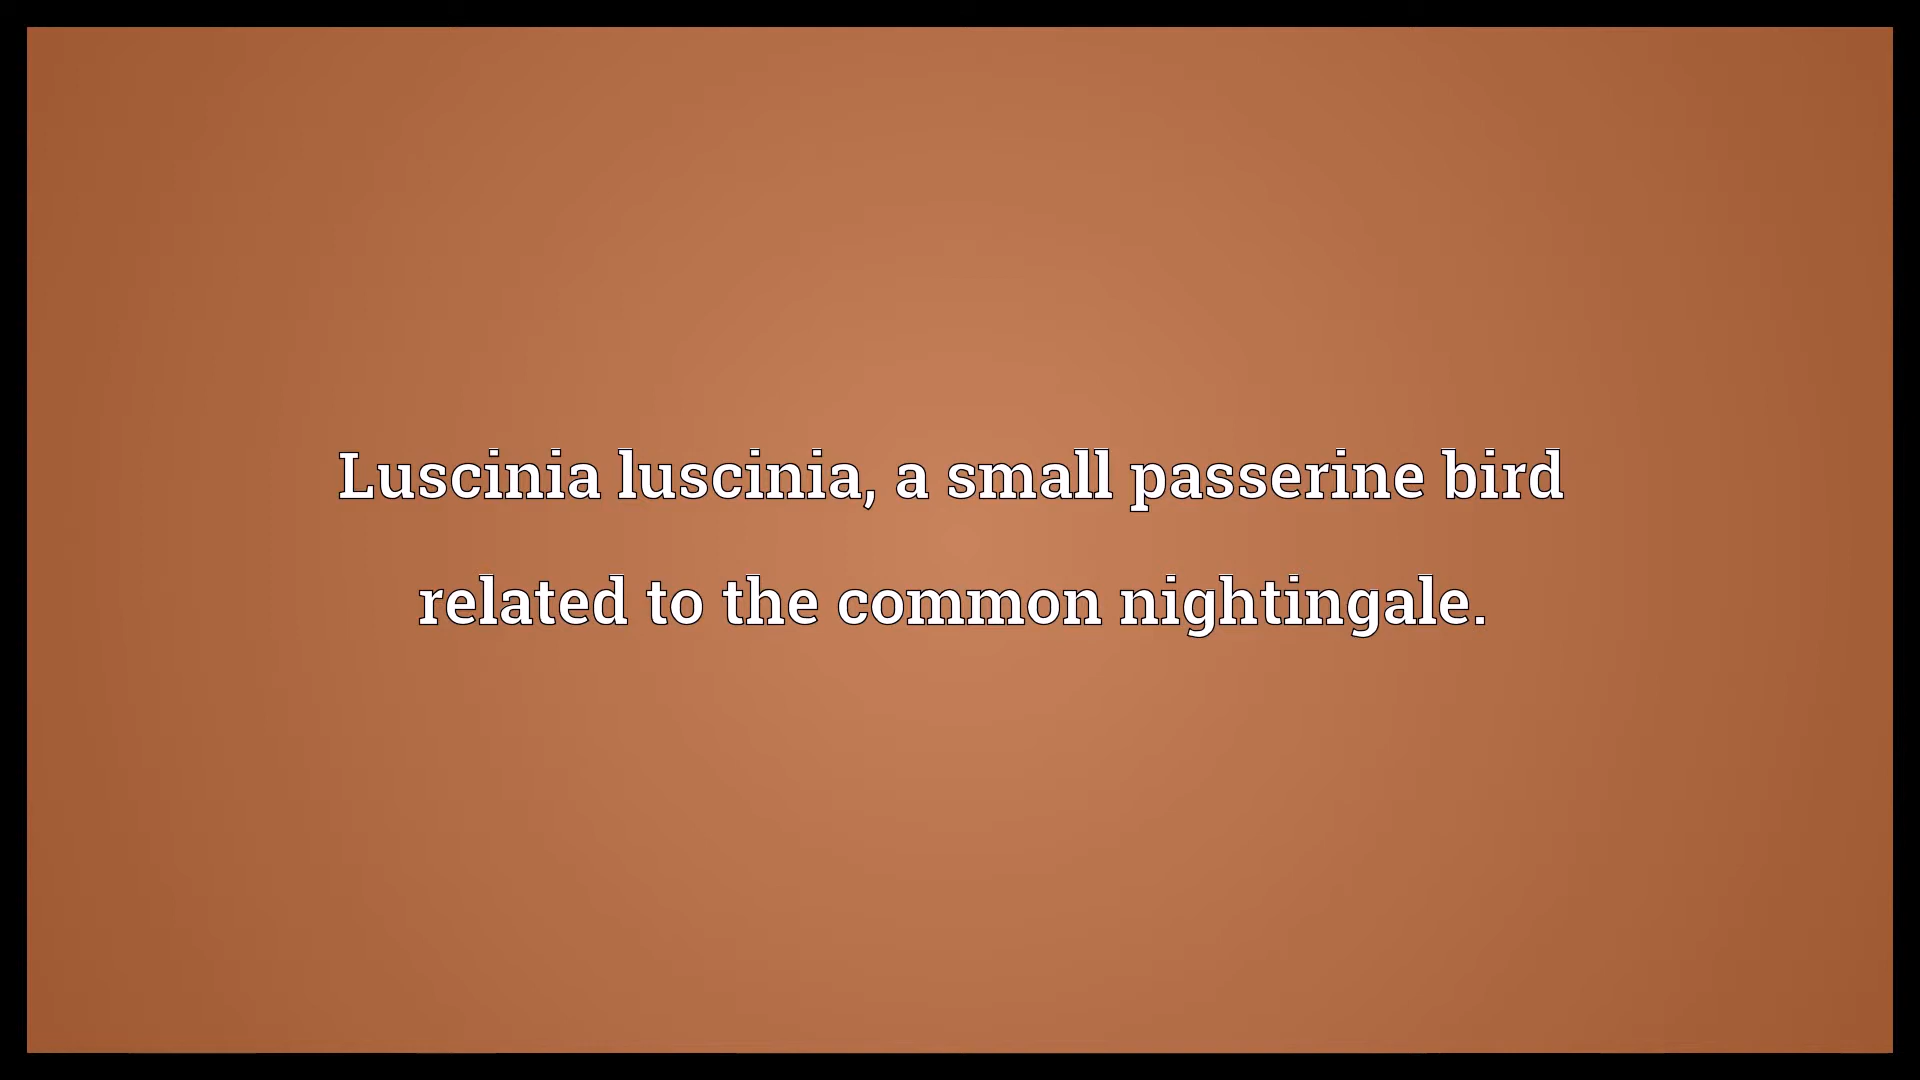 Luscinia luscinia, a small passerine bird
related to the common nightingale.